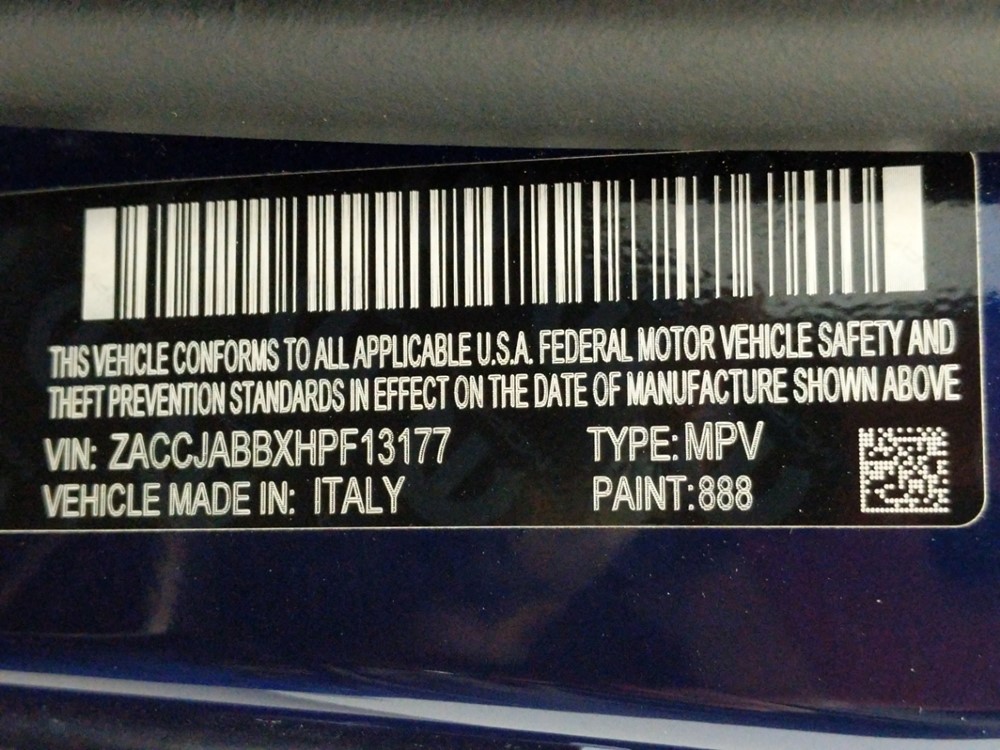 THIS VEHICLE CONFORMS TO ALL APPLICABLE U.S.A. FEDERAL MOTOR VEHICLE SAFETY AND
THEFT PREVENTION STANDARDS IN EFFECT ON THE DATE OF MANUFACTURE SHOWN ABOVE
VIN: ZACCJABBXHPF13177 TYPE: MPV
VEHICLE MADE IN: ITALY PAINT:888